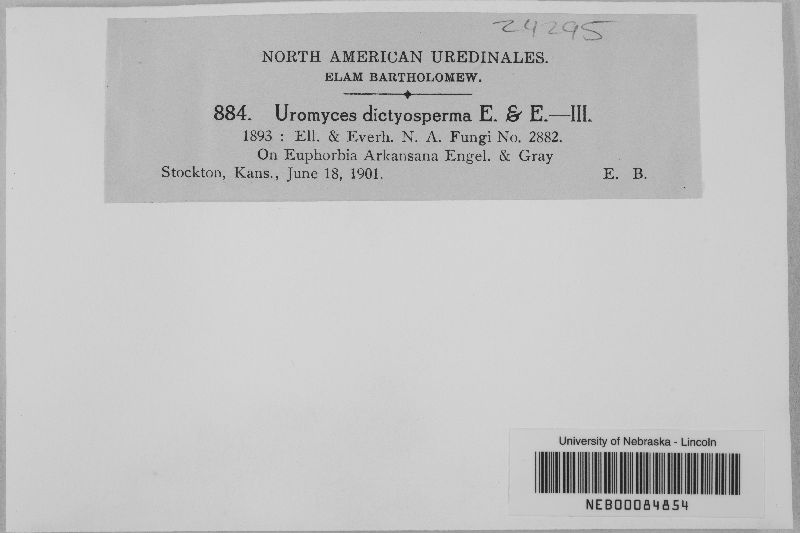 24295
NORTH AMERICAN UREDINALES.
ELAM BARTHOLOMEW.
884. Uromyces dictyosperma E. & E.—III.
1893 : Ell. & Everh. N. A. Fungi No. 2882.
On Euphorbia Arkansana Engel. & Gray
Stockton, Kans., June 18, 1901. E. B.
University of Nebraska - Lincoln
NEB00084854